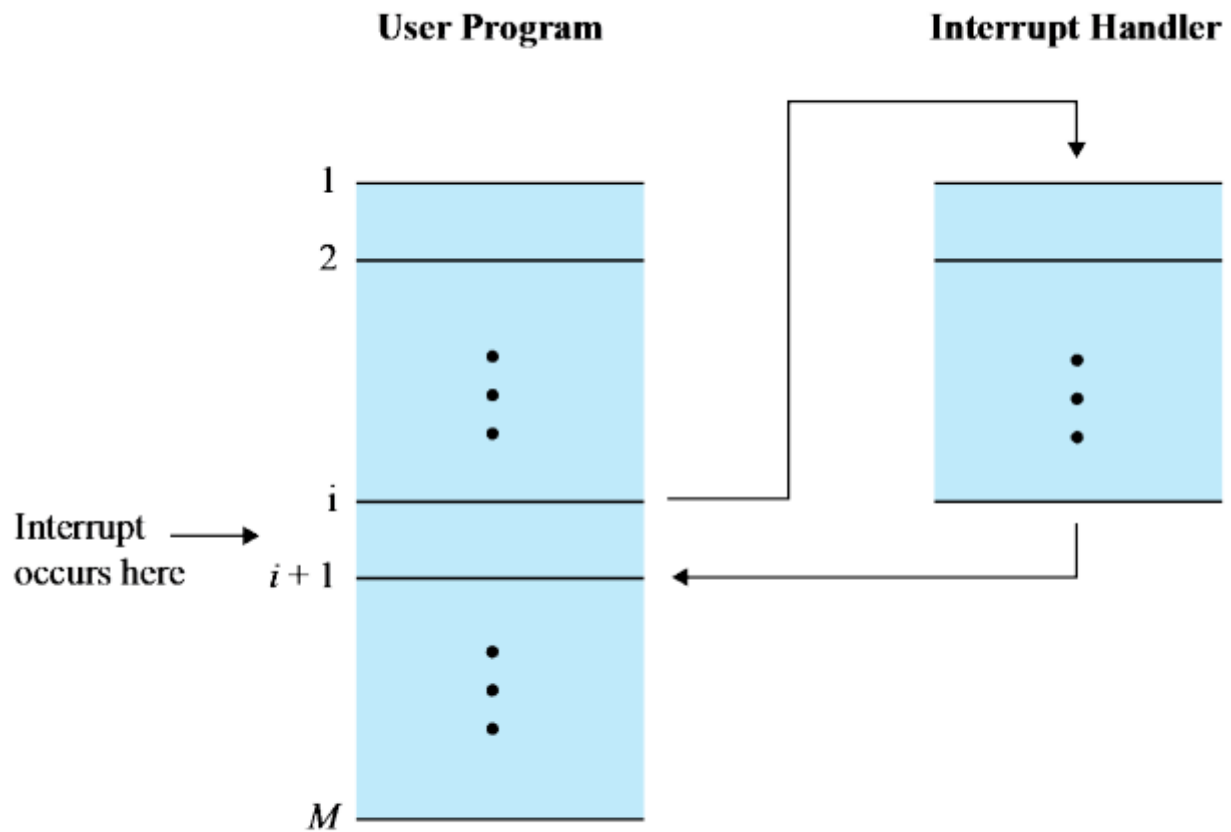 User Program
Interrupt Handler
1
2
i
Interrupt
occurs here
i + 1
M